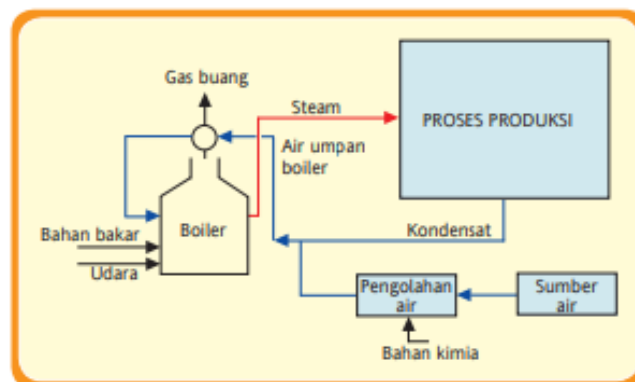 Gas buang
Steam
PROSES PRODUKSI
Air umpan
boiler
Boiler
Bahan bakar
Udara
Kondensat
Pengolahan
air
Sumber
air
Bahan kimia